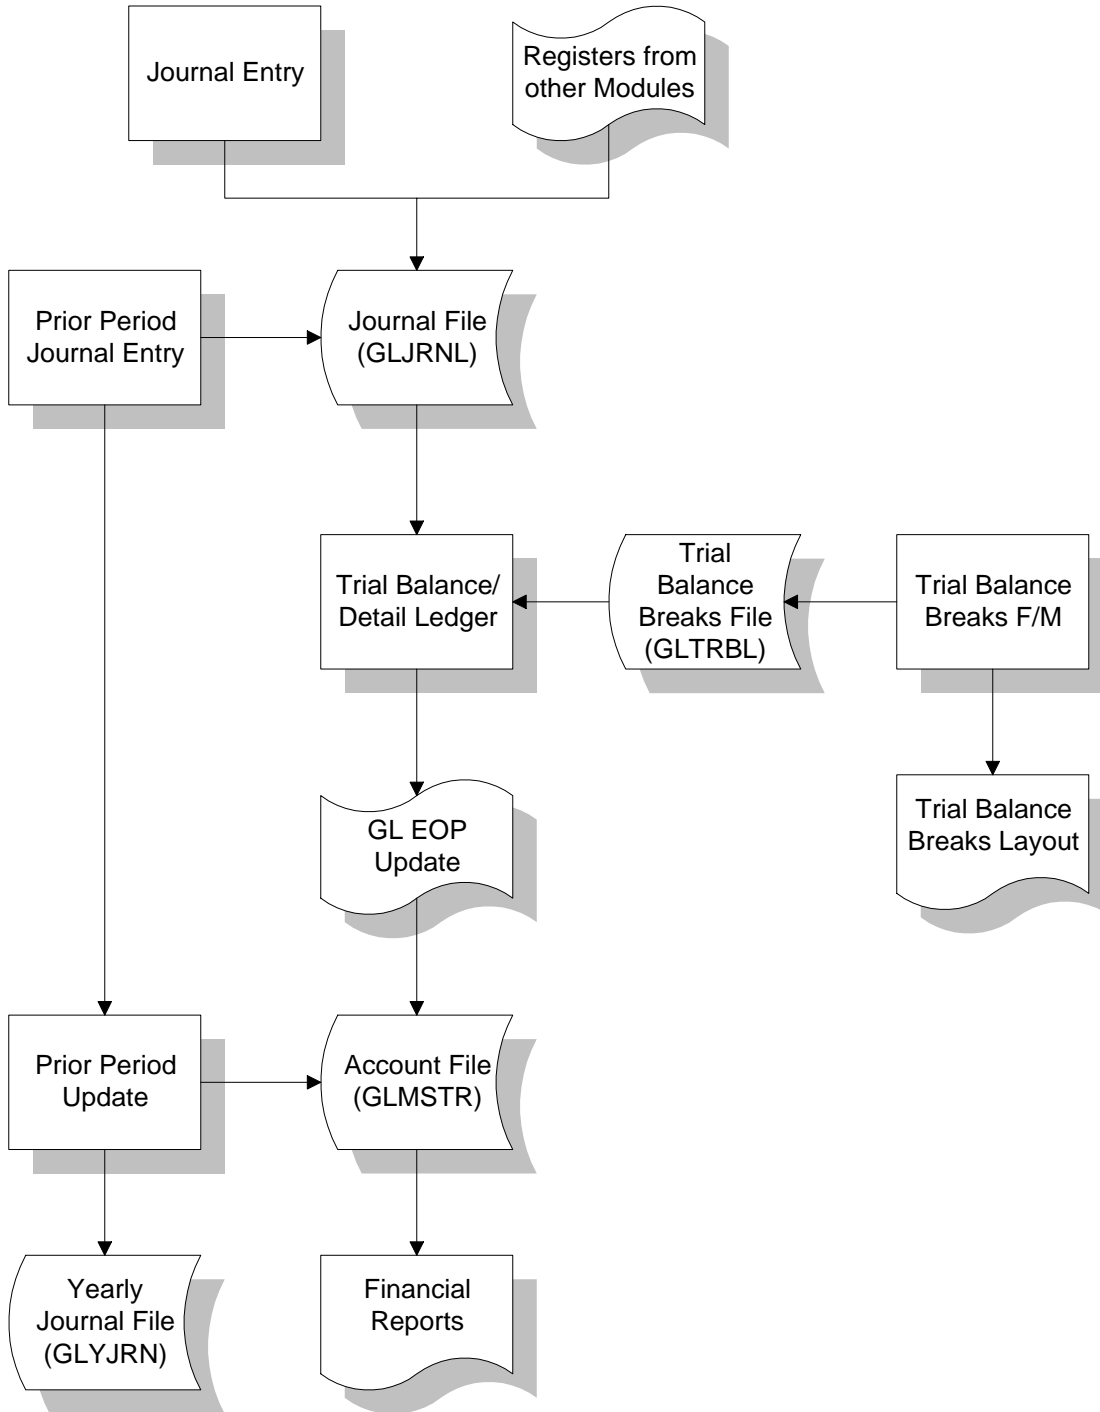 Journal Entry
Registers from
other Modules
Prior Period
Journal Entry
Journal File
(GLJRNL)
Trial Balance/
Detail Ledger
Trial
Balance
Breaks File
(GLTRBL)
Trial Balance
Breaks F/M
GL EOP
Update
Trial Balance
Breaks Layout
Prior Period
Update
Account File
(GLMSTR)
Yearly
Journal File
(GLYJRN)
Financial
Reports